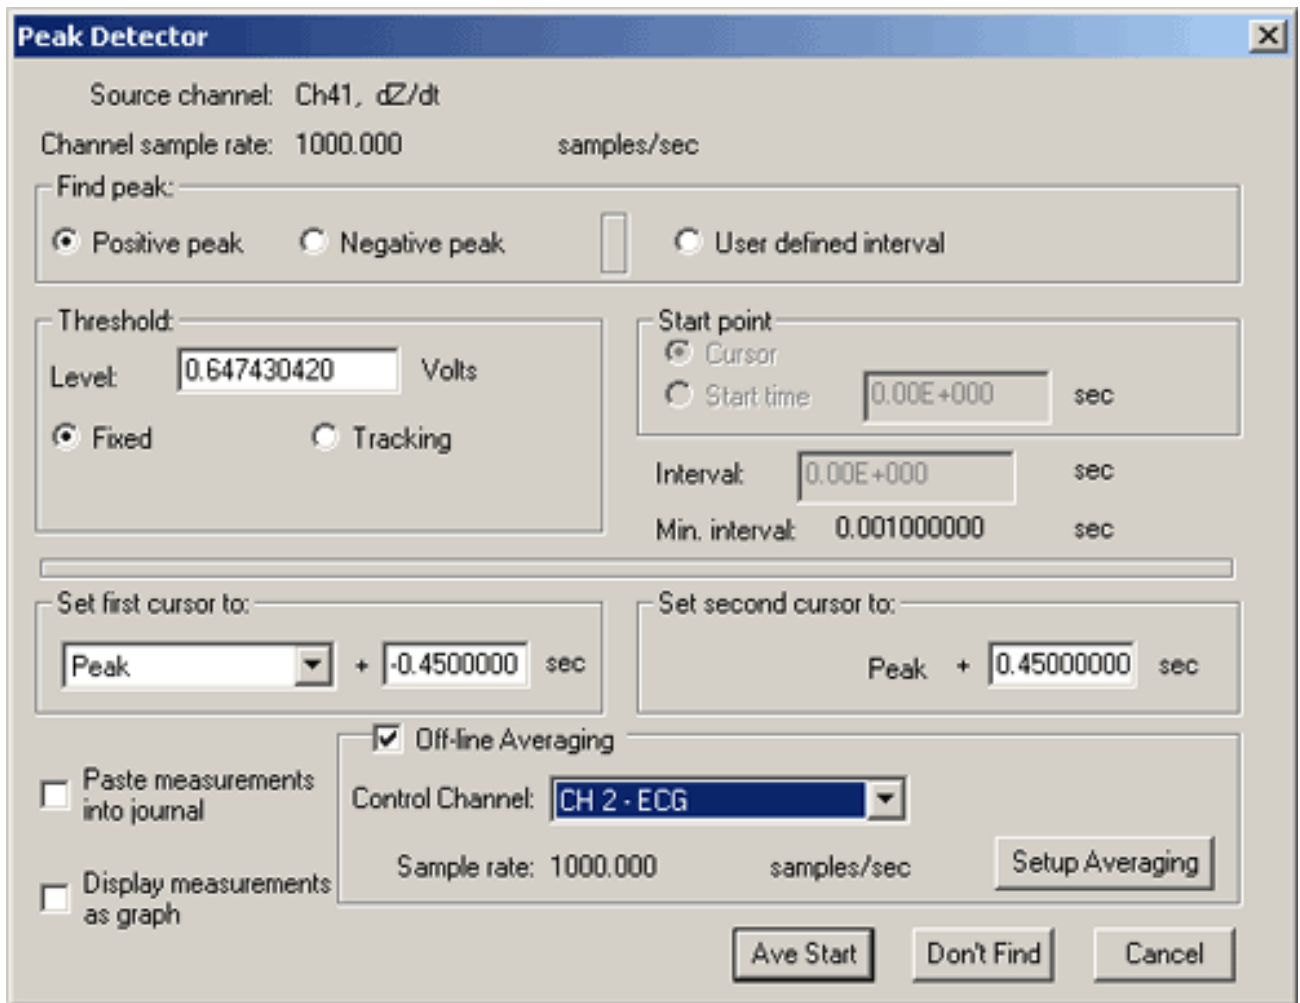 Peak Detector
Source channel: Ch41, dZ/dt
Channel sample rate: 1000.000 samples/sec
Find peak:
Positive peak Negative peak User defined interval
Threshold:
Level: 0.647430420 Volts
Fixed Tracking
Start point
Cursor
Start time 0.00E+000 sec
Interval: 0.00E+000 sec
Min. interval: 0.001000000 sec
Set first cursor to:
Peak + -0.4500000 sec
Set second cursor to:
Peak + 0.45000000 sec
Paste measurements
into journal
Display measurements
as graph
Off-line Averaging
Control Channel: CH 2 - ECG
Sample rate: 1000.000 samples/sec
Setup Averaging
Ave Start Don't Find Cancel